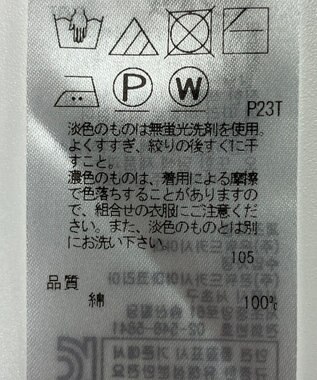 P
W
P23T
淡色のものは無蛍光洗剤を使用、
よくすすぎ、絞りの後すぐに干
すこと。
濃色のものは、着用による摩擦
で色落ちすることがありますの
で、組合せの衣服にご注意くだ
さい。また、淡色のものとは別
にお洗い下さい。
105
品質
綿 100%